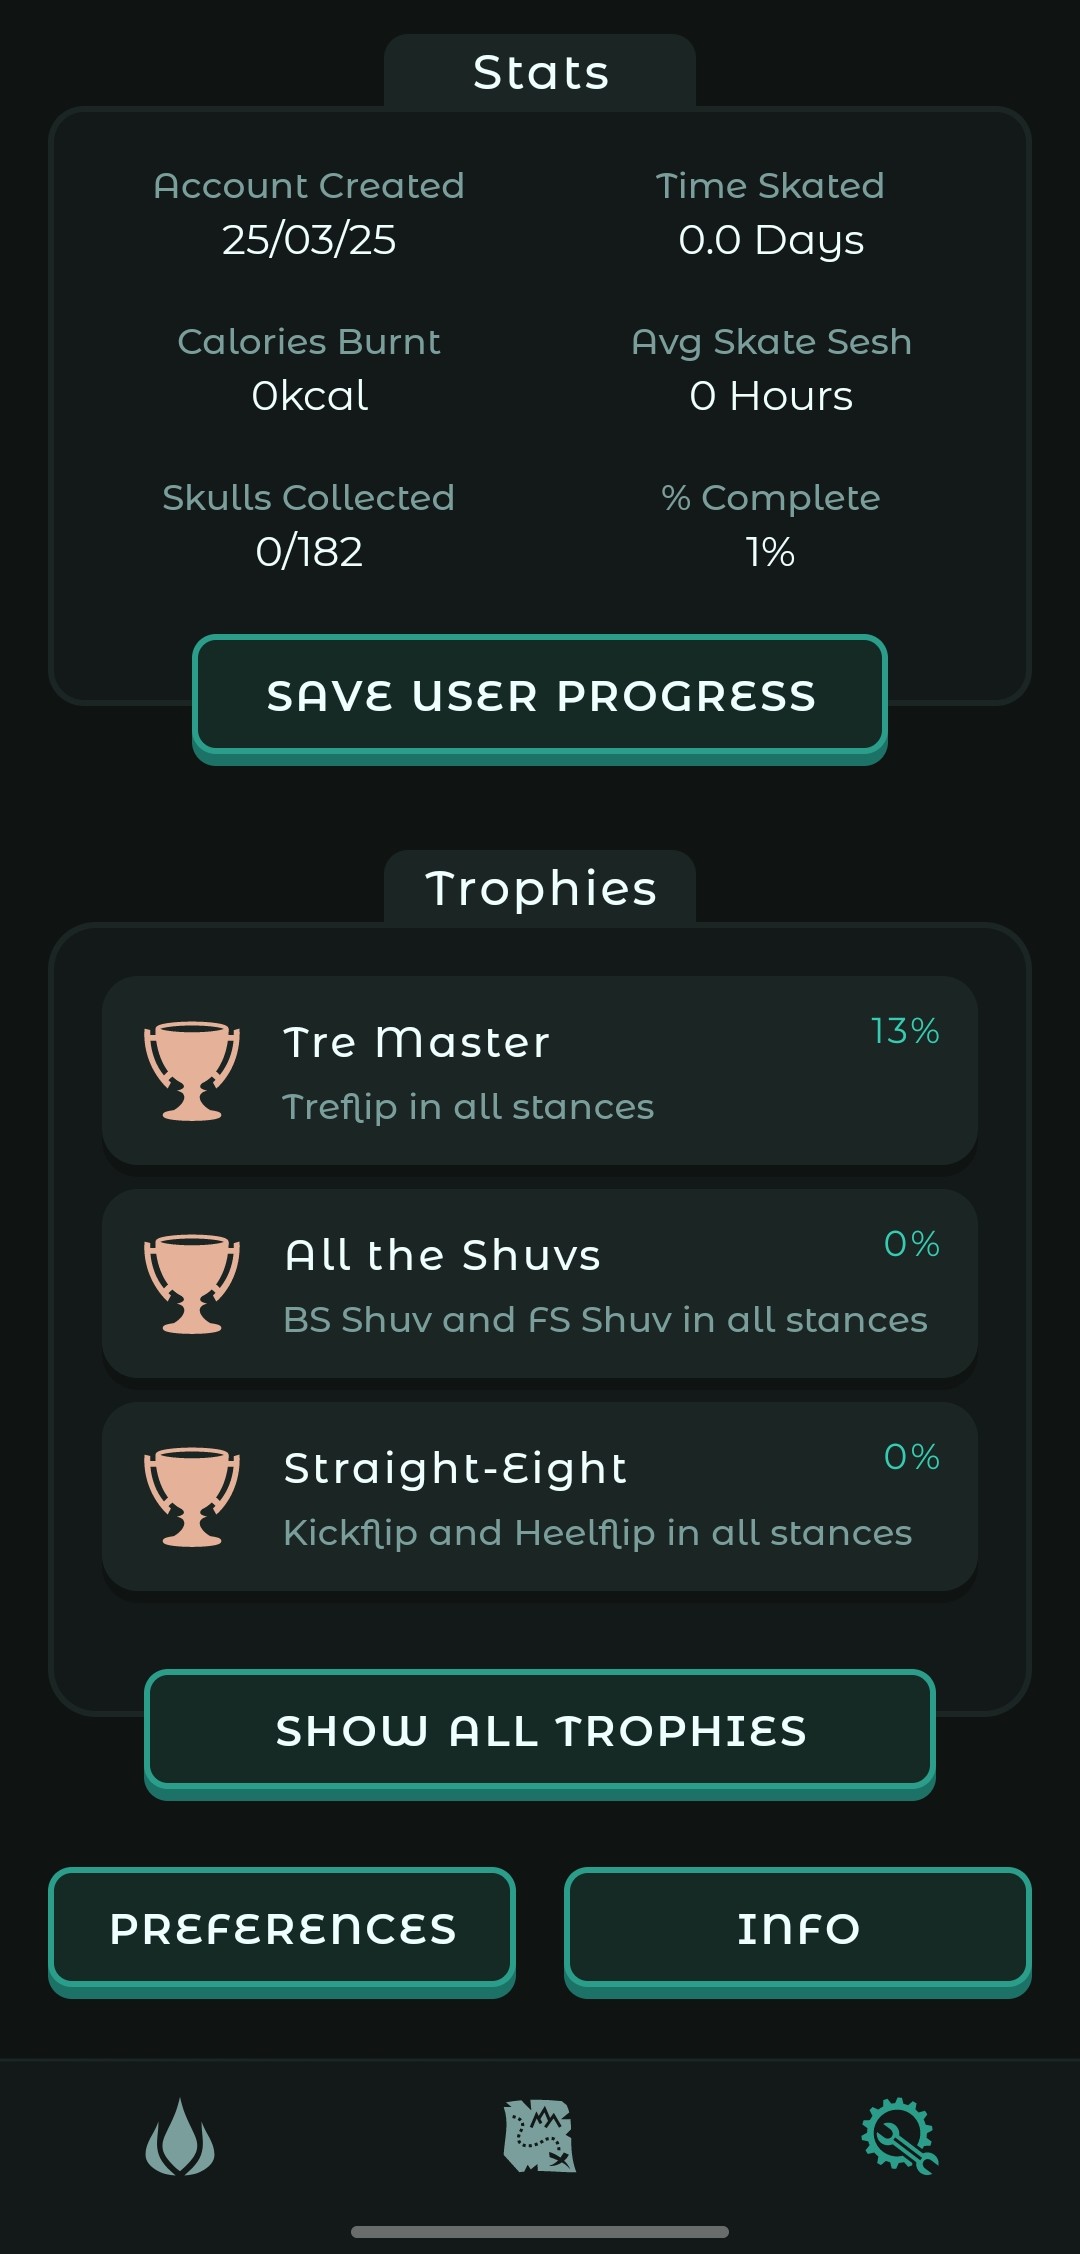 Stats
Account Created
25/03/25
Time Skated
0.0 Days
Calories Burnt
0kcal
Avg Skate Sesh
0 Hours
Skulls Collected
0/182
% Complete
1%
SAVE USER PROGRESS
Trophies
Tre Master
13%
Treflip in all stances
All the Shuvs
0%
BS Shuv and FS Shuv in all stances
Straight-Eight
0%
Kickflip and Heelflip in all stances
SHOW ALL TROPHIES
PREFERENCES
INFO